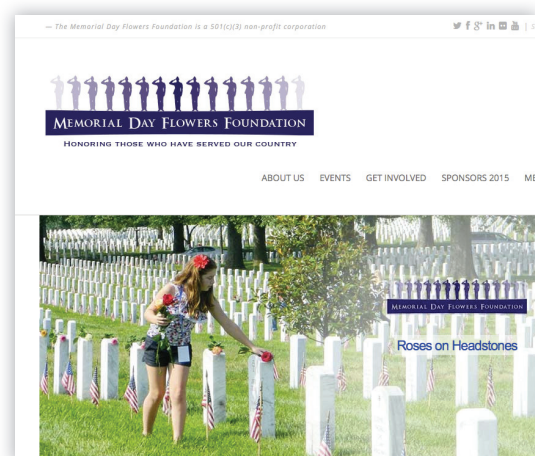 — The Memorial Day Flowers Foundation is a 501(c)(3) non-profit corporation
MEMORIAL DAY FLOWERS FOUNDATION
HONORING THOSE WHO HAVE SERVED OUR COUNTRY
ABOUT US EVENTS GET INVOLVED SPONSORS 2015 ME
MEMORIAL DAY FLOWERS FOUNDATION
Roses on Headstones